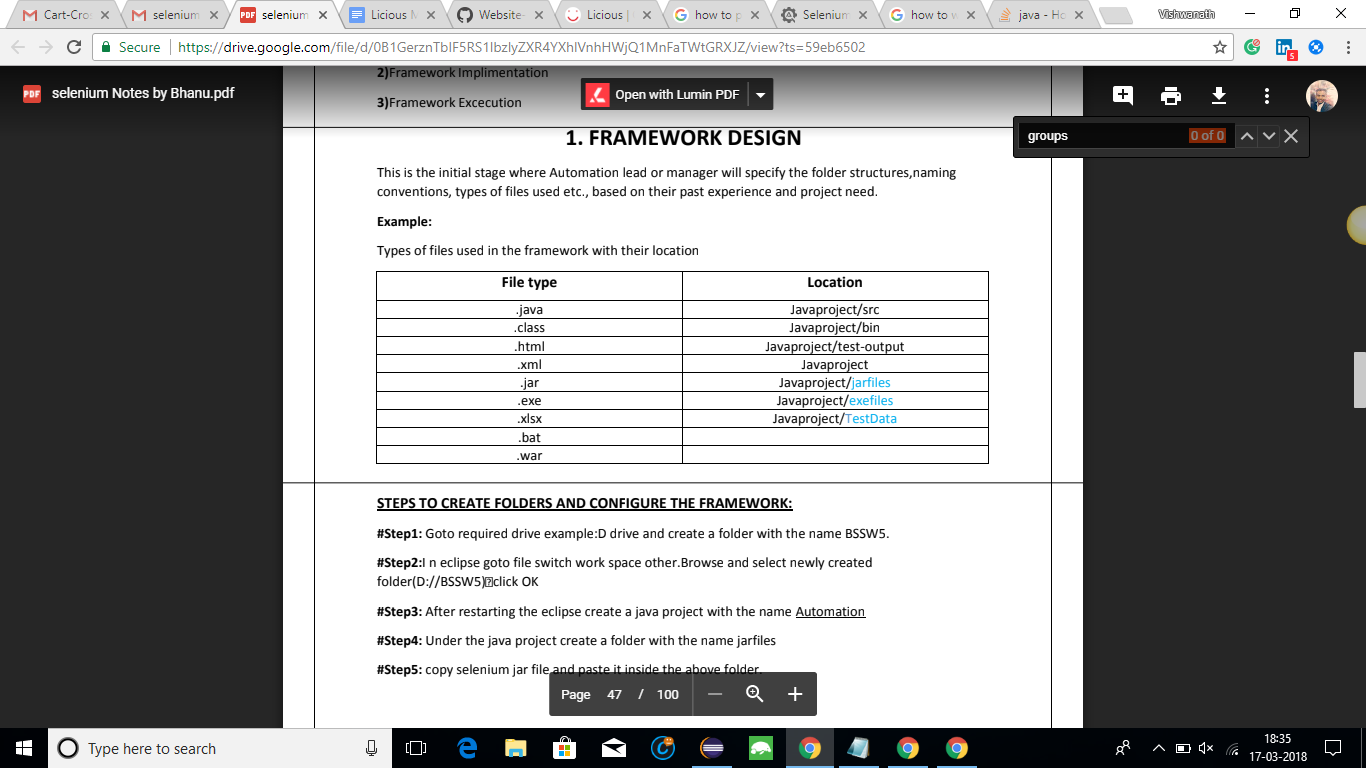 Cart-Cro
selenium
selenium
Licious M
Website-
Licious |
how to p
Selenium
how to w
java - Ho
Vishwanath
Secure https://drive.google.com/file/d/0B1GerznTbIF5RS1IbzlyZXR4YXhlVnhHWjQ1MnFaTWtGRXJZ/view?ts=59eb6502
PDF selenium Notes by Bhanu.pdf
Open with Lumin PDF
groups 0 of 0
2)Framework Implimentation
3)Framework Excecution
1. FRAMEWORK DESIGN
This is the initial stage where Automation lead or manager will specify the folder structures,naming
conventions, types of files used etc., based on their past experience and project need.
Example:
Types of files used in the framework with their location
File type Location
.java Javaproject/src
.class Javaproject/bin
.html Javaproject/test-output
.xml Javaproject
.jar Javaproject/jarfiles
.exe Javaproject/exefiles
.xlsx Javaproject/TestData
.bat
.war
STEPS TO CREATE FOLDERS AND CONFIGURE THE FRAMEWORK:
#Step1: Goto required drive example:D drive and create a folder with the name BSSW5.
#Step2:I n eclipse goto file switch work space other.Browse and select newly created
folder(D://BSSW5)⍰click OK
#Step3: After restarting the eclipse create a java project with the name Automation
#Step4: Under the java project create a folder with the name jarfiles
#Step5: copy selenium jar file and paste it inside the above folder.
Page 47 / 100
Type here to search
18:35
17-03-2018